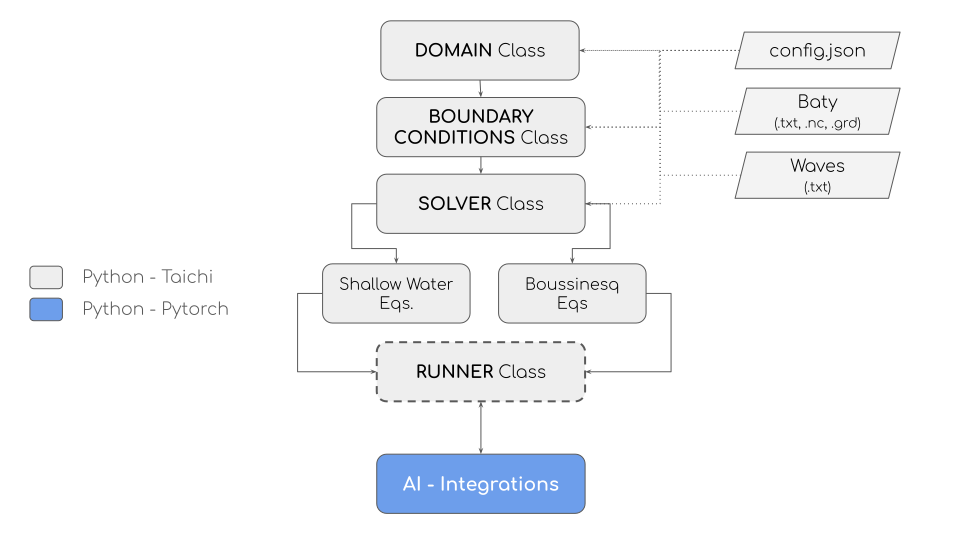 DOMAIN Class
config.json
Baty
(.txt, .nc, .grd)
BOUNDARY
CONDITIONS Class
Waves
(.txt)
SOLVER Class
Python - Taichi
Python - Pytorch
Shallow Water
Eqs.
Boussinesq
Eqs
RUNNER Class
AI - Integrations